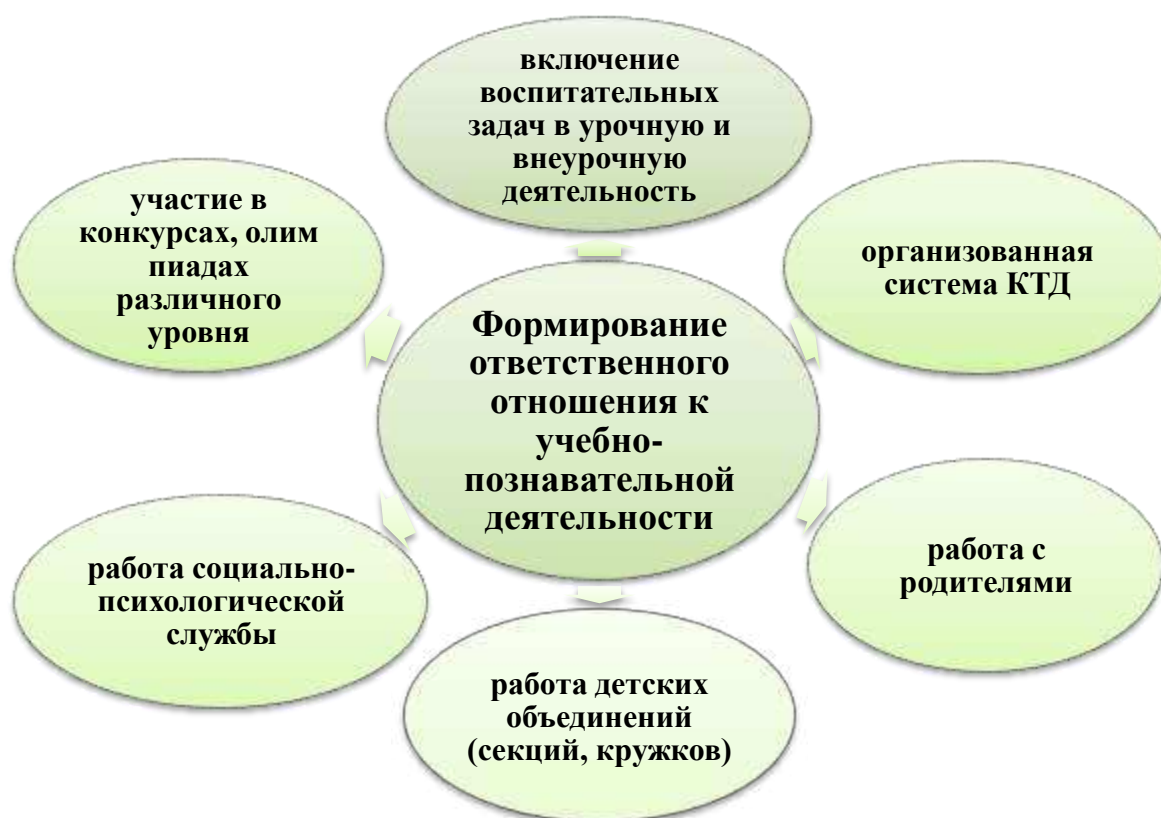 включение
воспитательных
задач в урочную и
внеурочную
деятельность
участие в
конкурсах, олим
пиадах
различного
уровня
организованная
система КТД
Формирование
ответственного
отношения к
учебно-
познавательной
деятельности
работа социально-
психологической
службы
работа с
родителями
работа детских
объединений
(секций, кружков)